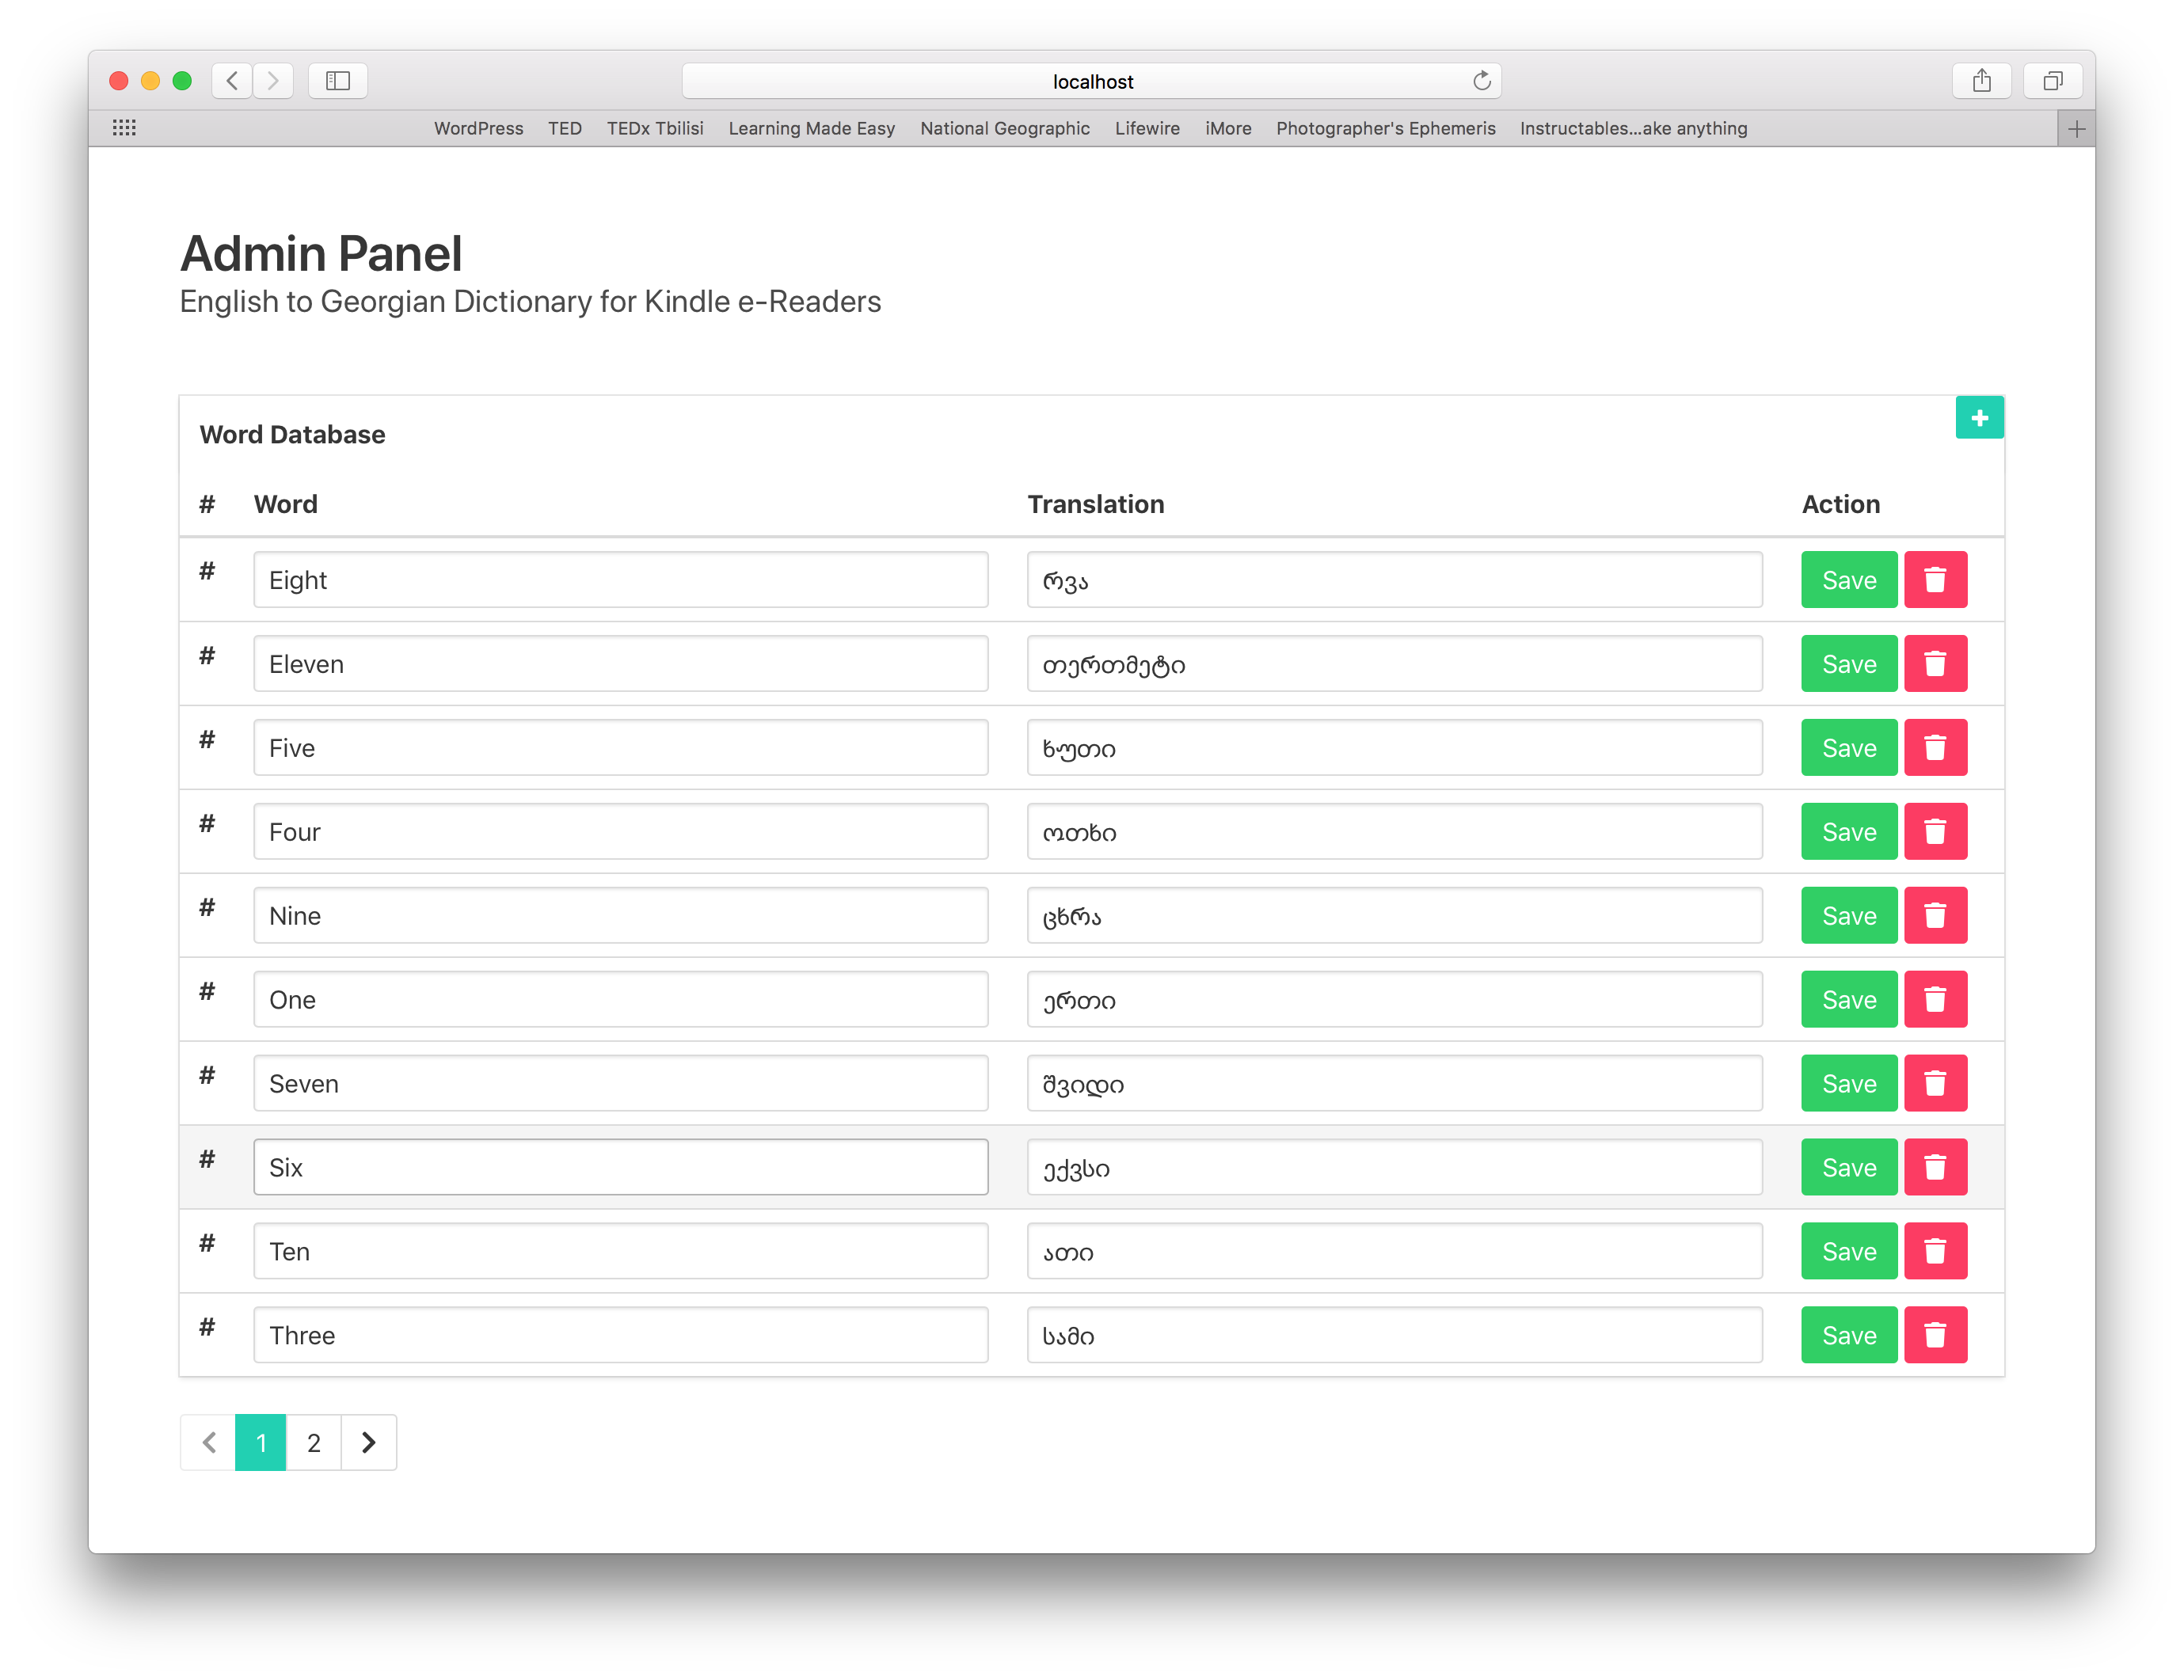 localhost
WordPress TED TEDx Tbilisi Learning Made Easy National Geographic Lifewire iMore Photographer's Ephemeris Instructables...ake anything
Admin Panel
English to Georgian Dictionary for Kindle e-Readers
Word Database
# Word Translation Action
# Eight რვა Save
# Eleven თერთმეტი Save
# Five ხუთი Save
# Four ოთხი Save
# Nine ცხრა Save
# One ერთი Save
# Seven შვიდი Save
# Six ექვსი Save
# Ten ათი Save
# Three სამი Save
1 2